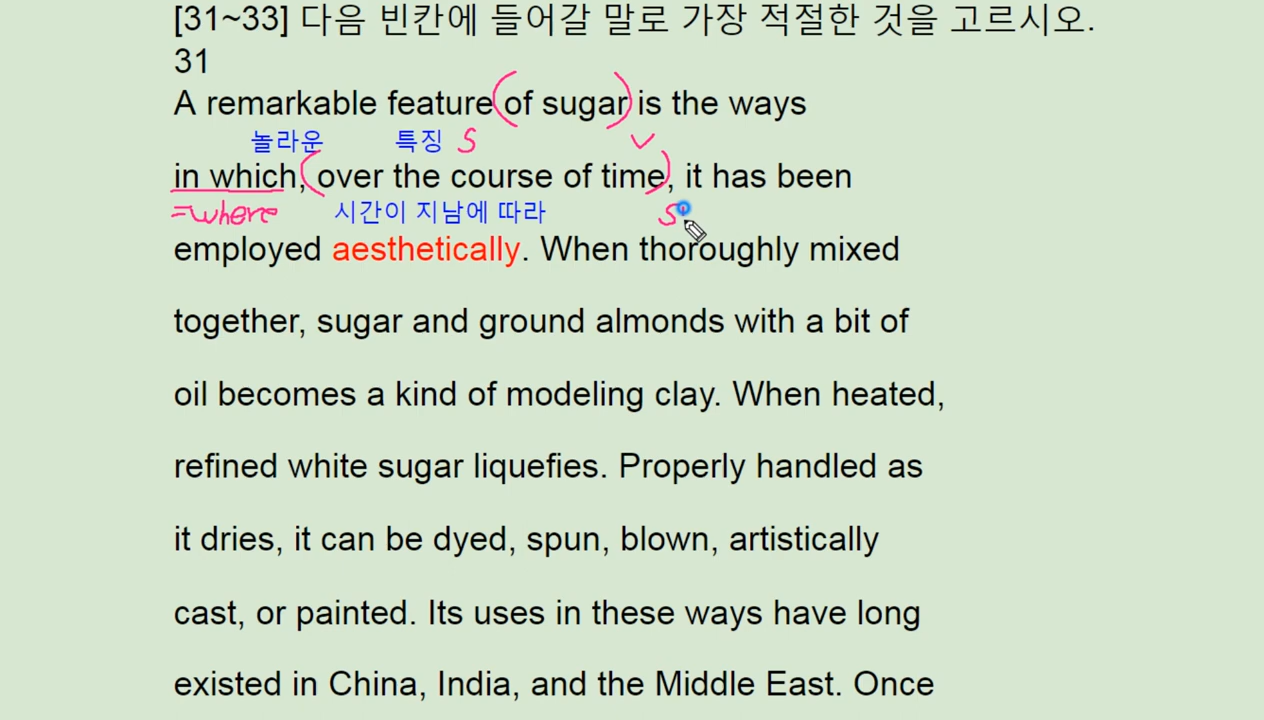 [31~33] 다음 빈칸에 들어갈 말로 가장 적절한 것을 고르시오.
31
A remarkable feature (of sugar) is the ways
놀라운 특징 S V
in which, (over the course of time), it has been
=where 시간이 지남에 따라 S'
employed aesthetically. When thoroughly mixed
together, sugar and ground almonds with a bit of
oil becomes a kind of modeling clay. When heated,
refined white sugar liquefies. Properly handled as
it dries, it can be dyed, spun, blown, artistically
cast, or painted. Its uses in these ways have long
existed in China, India, and the Middle East. Once